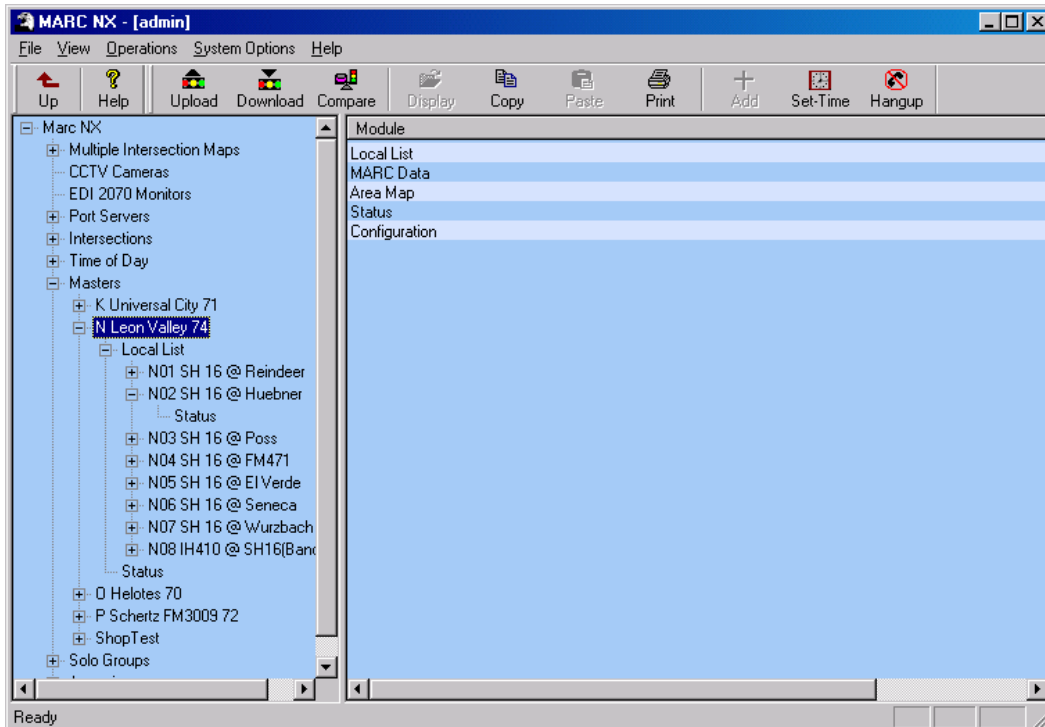 MARC NX - [admin]
File View Operations System Options Help
Up Help Upload Download Compare Display Copy Paste Print Add Set-Time Hangup
Marc NX
Multiple Intersection Maps
CCTV Cameras
EDI 2070 Monitors
Port Servers
Intersections
Time of Day
Masters
K Universal City 71
N Leon Valley 74
Local List
N01 SH 16 @ Reindeer
N02 SH 16 @ Huebner
Status
N03 SH 16 @ Poss
N04 SH 16 @ FM471
N05 SH 16 @ El Verde
N06 SH 16 @ Seneca
N07 SH 16 @ Wurzbach
N08 IH410 @ SH16(Banc
Status
O Helotes 70
P Schertz FM3009 72
ShopTest
Solo Groups
Module
Local List
MARC Data
Area Map
Status
Configuration
Ready